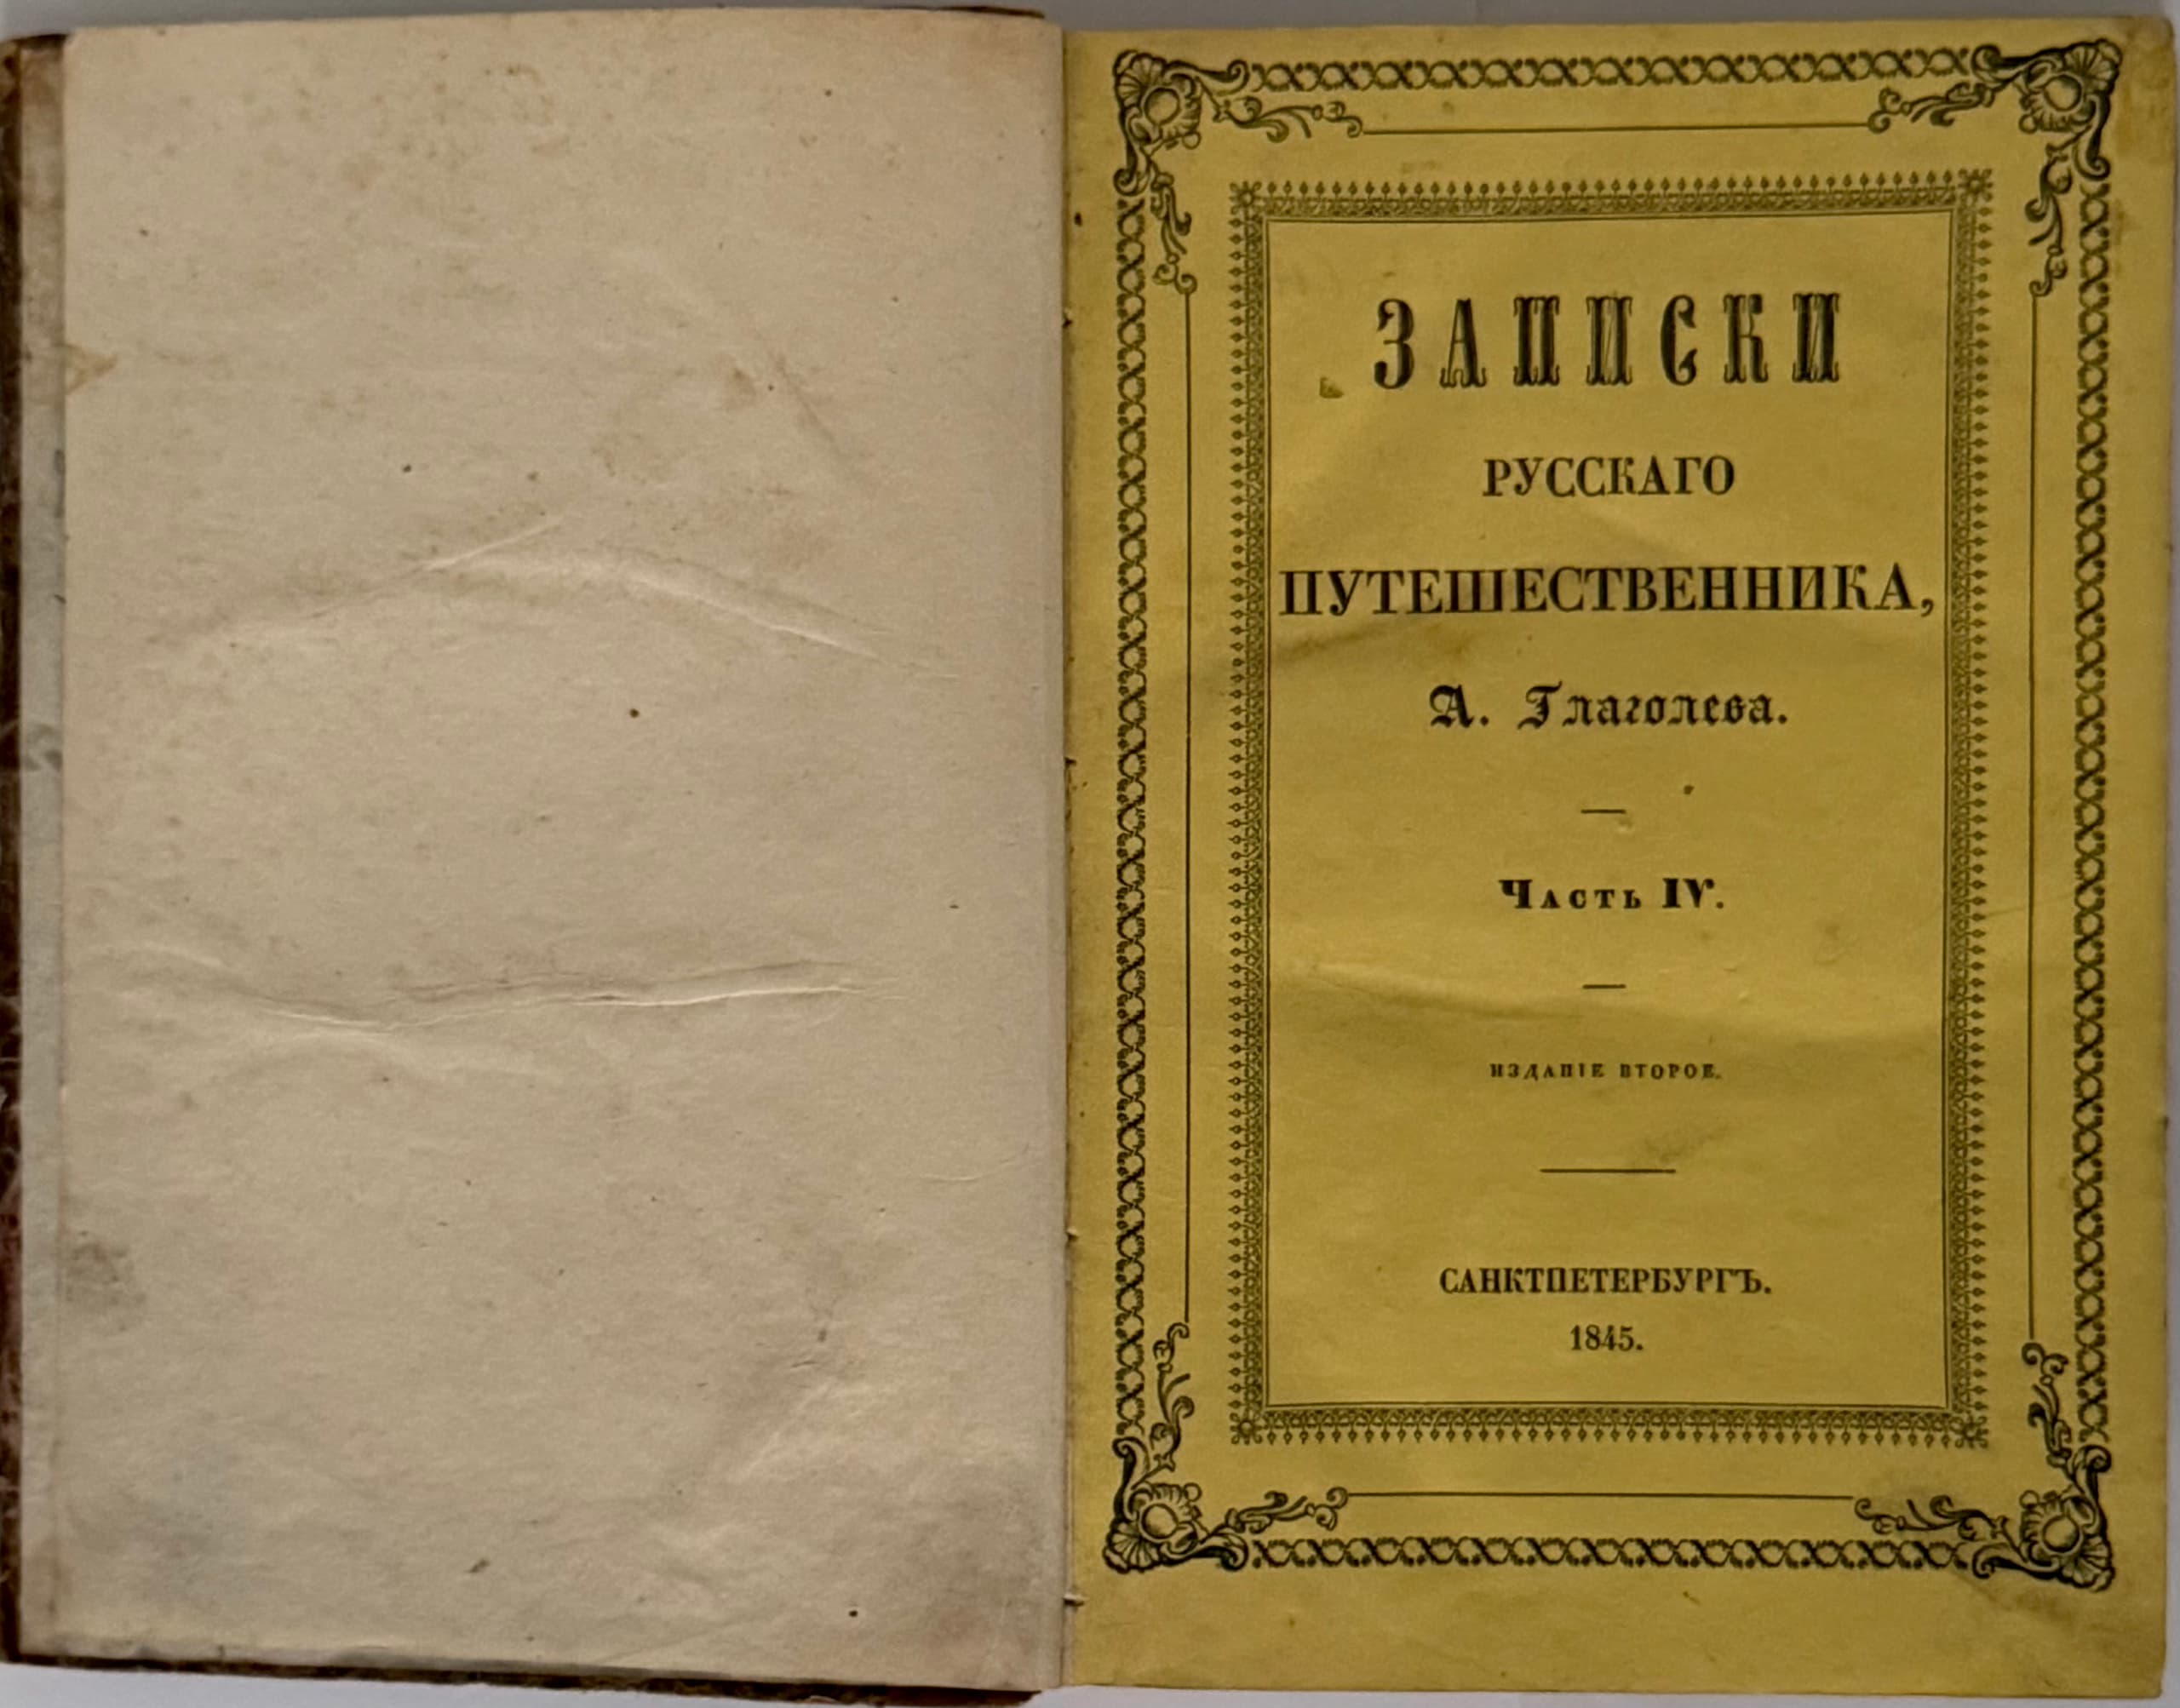 ЗАПИСКИ
РУССКАГО
ПУТЕШЕСТВЕННИКА,
А. Глаголева.
Часть IV.
ИЗДАНІЕ ВТОРОЕ.
САНКТПЕТЕРБУРГЪ.
1845.